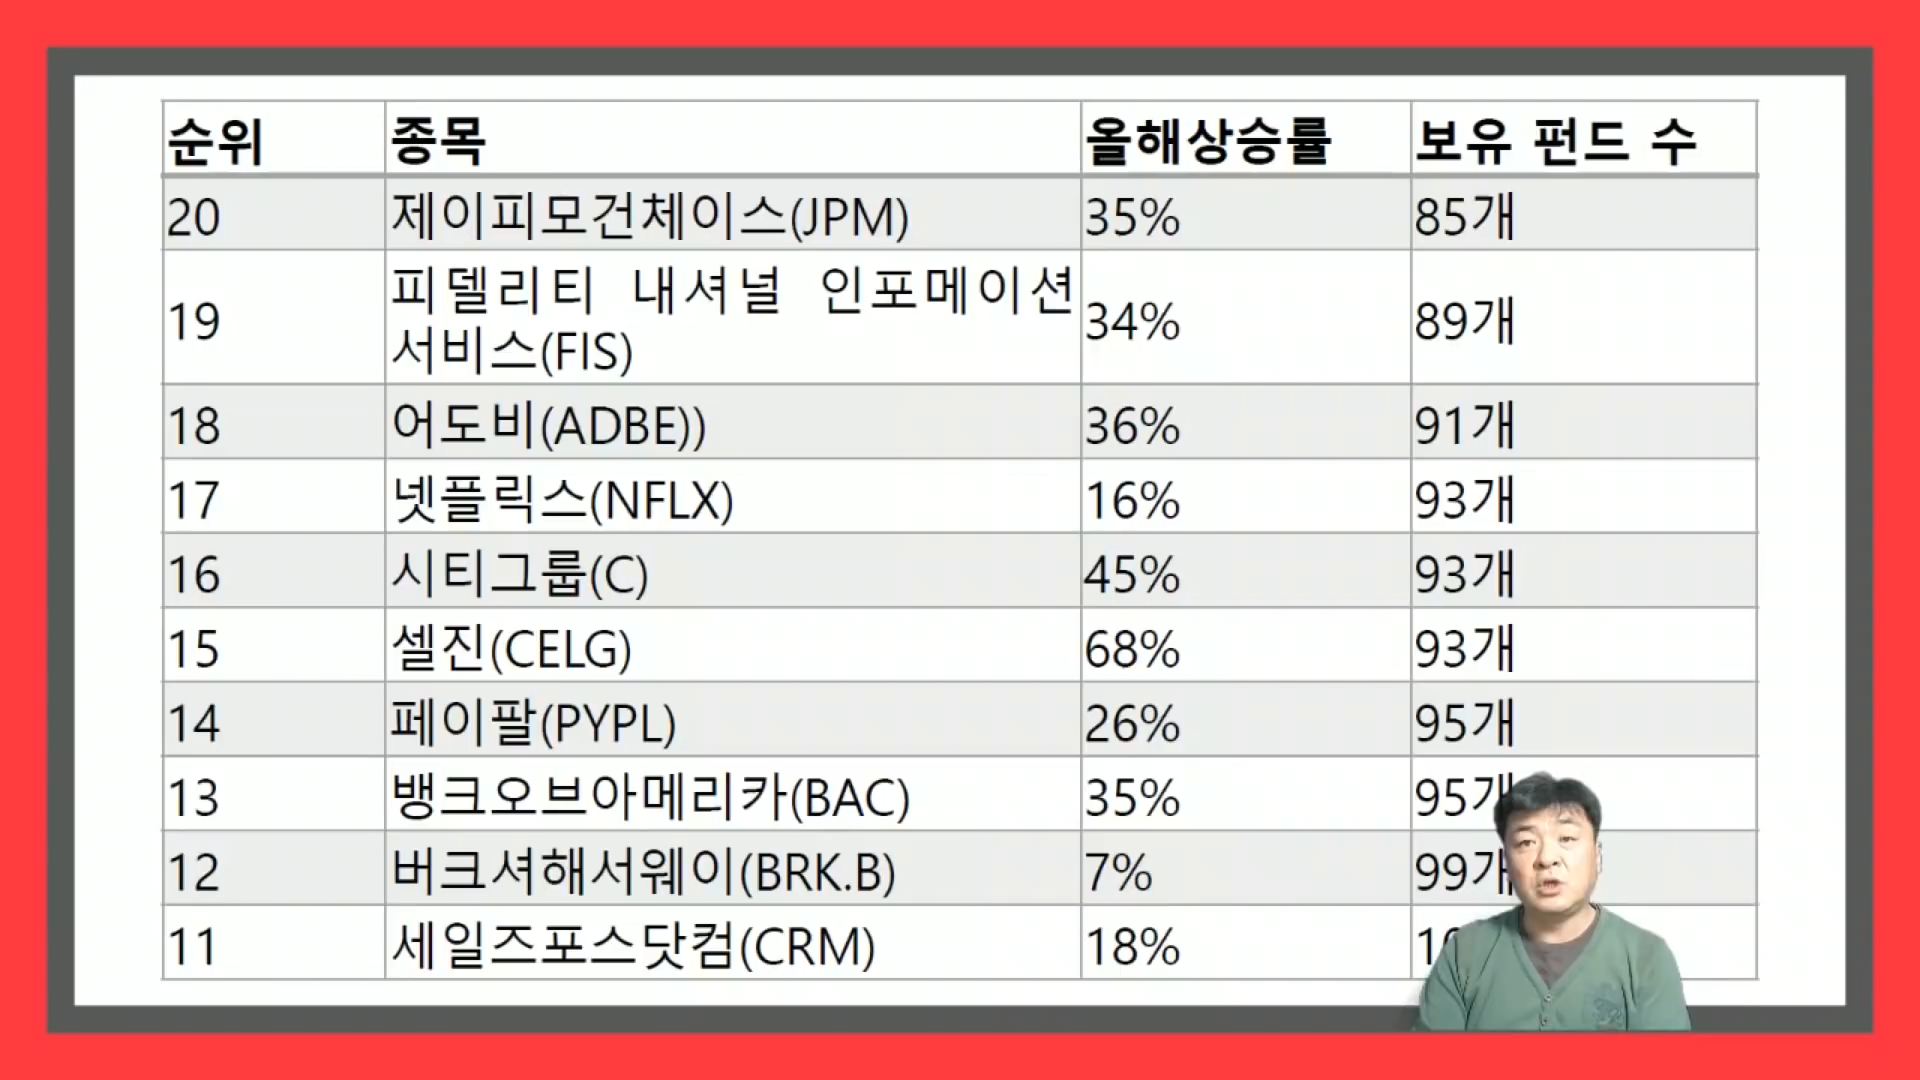 순위 종목 올해상승률 보유 펀드 수
20 제이피모건체이스(JPM) 35% 85개
19 피델리티 내셔널 인포메이션 서비스(FIS) 34% 89개
18 어도비(ADBE)) 36% 91개
17 넷플릭스(NFLX) 16% 93개
16 시티그룹(C) 45% 93개
15 셀진(CELG) 68% 93개
14 페이팔(PYPL) 26% 95개
13 뱅크오브아메리카(BAC) 35% 95개
12 버크셔해서웨이(BRK.B) 7% 99개
11 세일즈포스닷컴(CRM) 18%